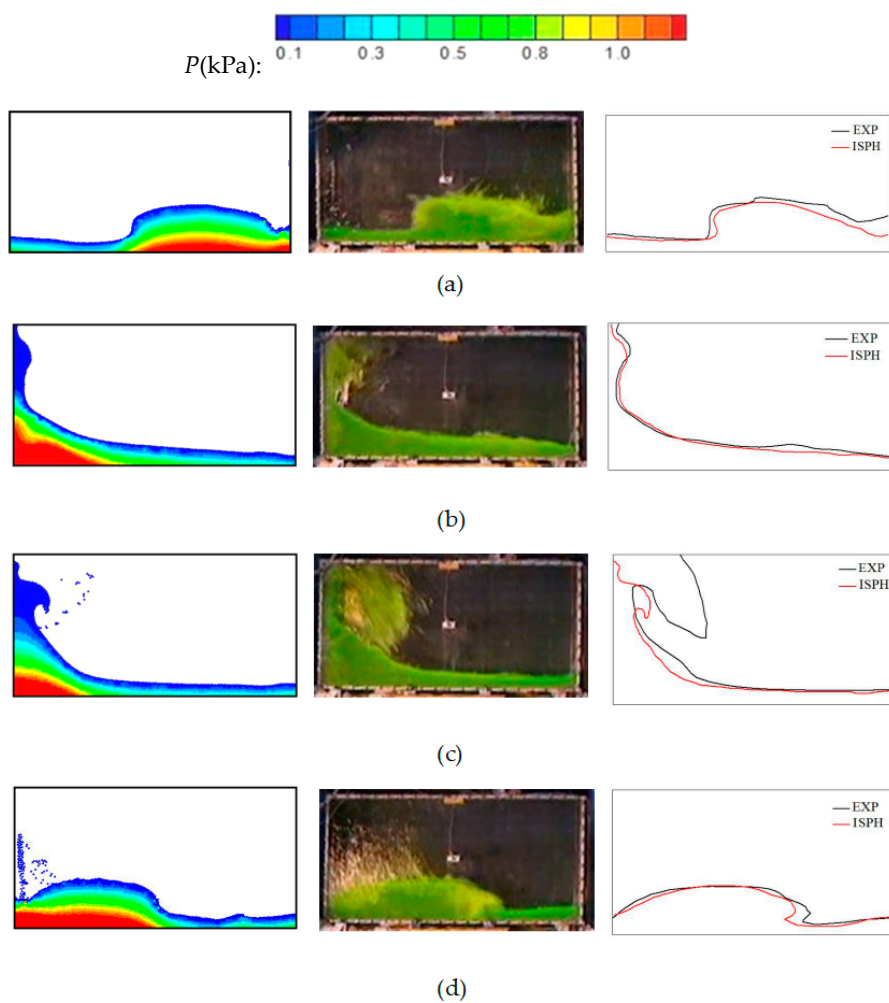 0.1 0.3 0.5 0.8 1.0
P(kPa):
EXP
ISPH
(a)
EXP
ISPH
(b)
EXP
ISPH
(c)
EXP
ISPH
(d)